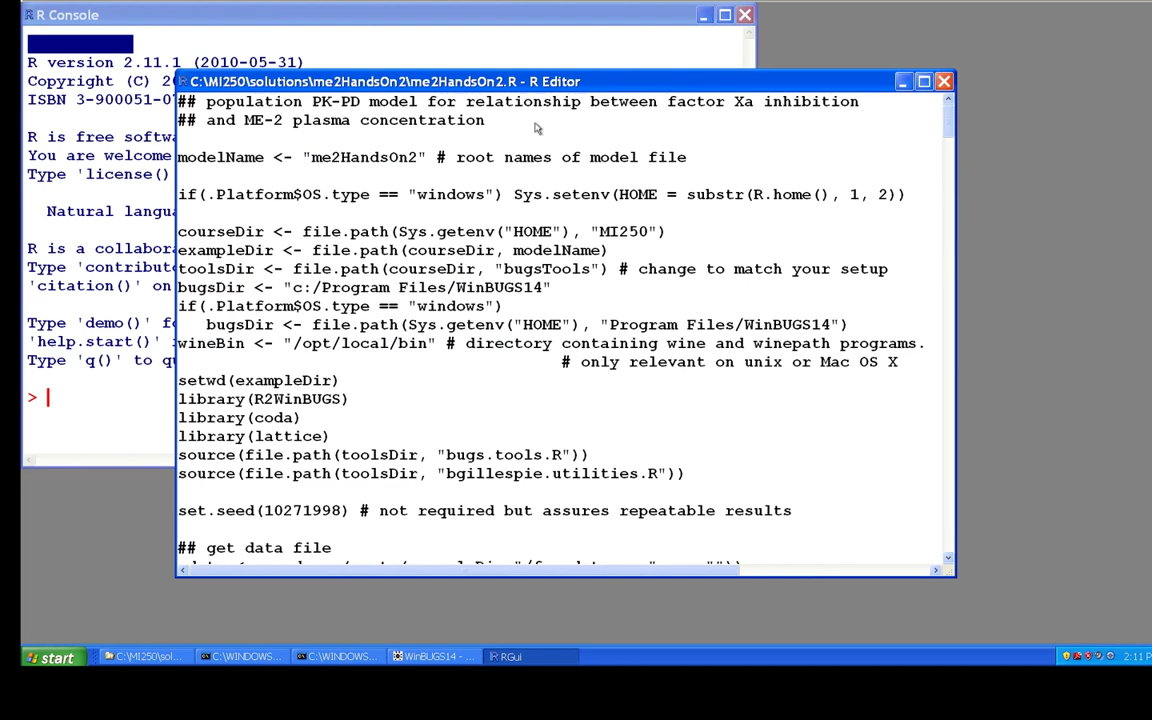 R Console
R version 2.11.1 (2010-05-31)
Copyright (C)
ISBN 3-900051-0
R is free softwa
You are welcome
Type 'license()
Natural langu
R is a collabora
Type 'contribut
'citation()' on
Type 'demo()' fo
'help.start()'
Type 'q()' to qu
>
C:\MI250\solutions\me2HandsOn2\me2HandsOn2.R - R Editor
## population PK-PD model for relationship between factor Xa inhibition
## and ME-2 plasma concentration
modelName <- "me2HandsOn2" # root names of model file
if(.Platform$OS.type == "windows") Sys.setenv(HOME = substr(R.home(), 1, 2))
courseDir <- file.path(Sys.getenv("HOME"), "MI250")
exampleDir <- file.path(courseDir, modelName)
toolsDir <- file.path(courseDir, "bugsTools") # change to match your setup
bugsDir <- "c:/Program Files/WinBUGS14"
if(.Platform$OS.type == "windows")
bugsDir <- file.path(Sys.getenv("HOME"), "Program Files/WinBUGS14")
wineBin <- "/opt/local/bin" # directory containing wine and winepath programs.
# only relevant on unix or Mac OS X
setwd(exampleDir)
library(R2WinBUGS)
library(coda)
library(lattice)
source(file.path(toolsDir, "bugs.tools.R"))
source(file.path(toolsDir, "bgillespie.utilities.R"))
set.seed(10271998) # not required but assures repeatable results
## get data file
start
C:\MI250\sol...
C:\WINDOWS...
C:\WINDOWS...
WinBUGS14 - ...
RGui
2:11 P